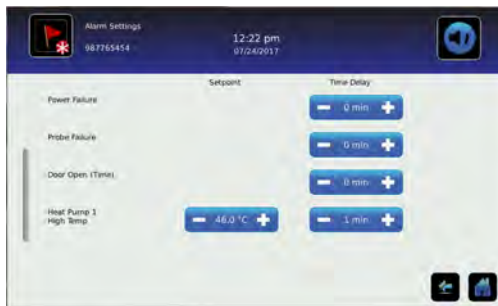 Alarm Settings
987765454
12:22 pm
07/24/2017
Setpoint Time Delay
Power Failure 0 min
Probe Failure 0 min
Door Open (Time) 0 min
Heat Pump 1
High Temp 46.0 °C 1 min